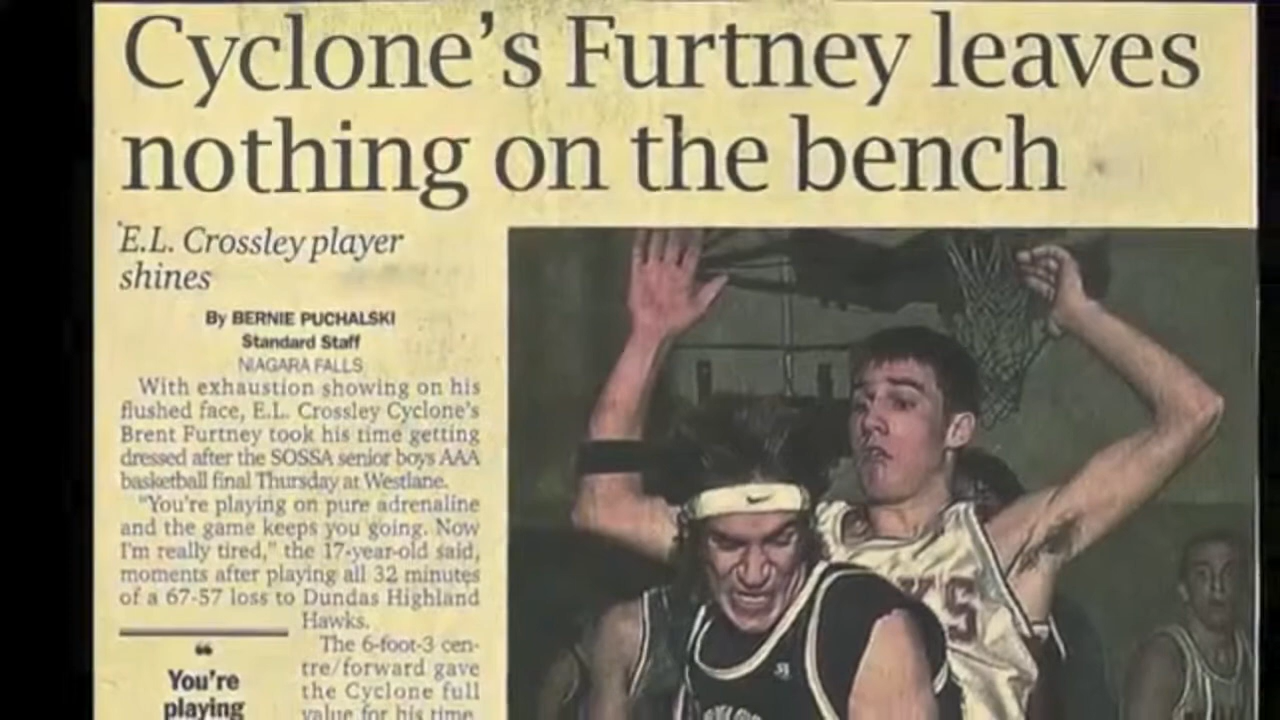 Cyclone's Furtney leaves
nothing on the bench
E.L. Crossley player
shines
By BERNIE PUCHALSKI
Standard Staff
NIAGARA FALLS
With exhaustion showing on his
flushed face, E.L. Crossley Cyclone's
Brent Furtney took his time getting
dressed after the SOSSA senior boys AAA
basketball final Thursday at Westlane.
"You're playing on pure adrenaline
and the game keeps you going. Now
I'm really tired," the 17-year-old said,
moments after playing all 32 minutes
of a 67-57 loss to Dundas Highland
Hawks.
The 6-foot-3 cen-
tre/forward gave
the Cyclone full
value for his time,
“
You're
playing